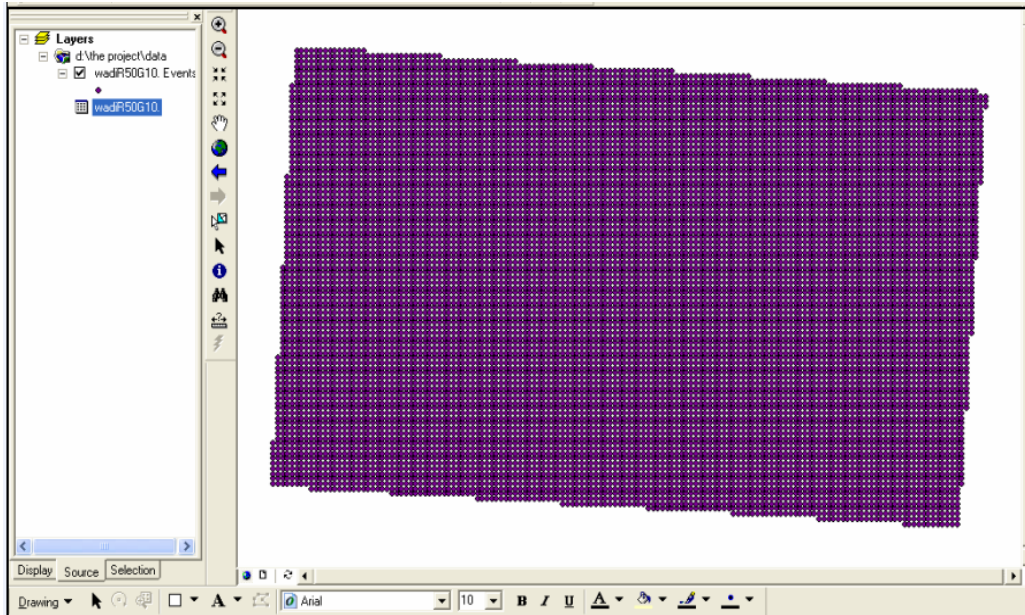 Layers
d:\the project\data
wadiR50G10. Events
wadiR50G10.
Display Source Selection
Drawing A Arial 10 B I U A